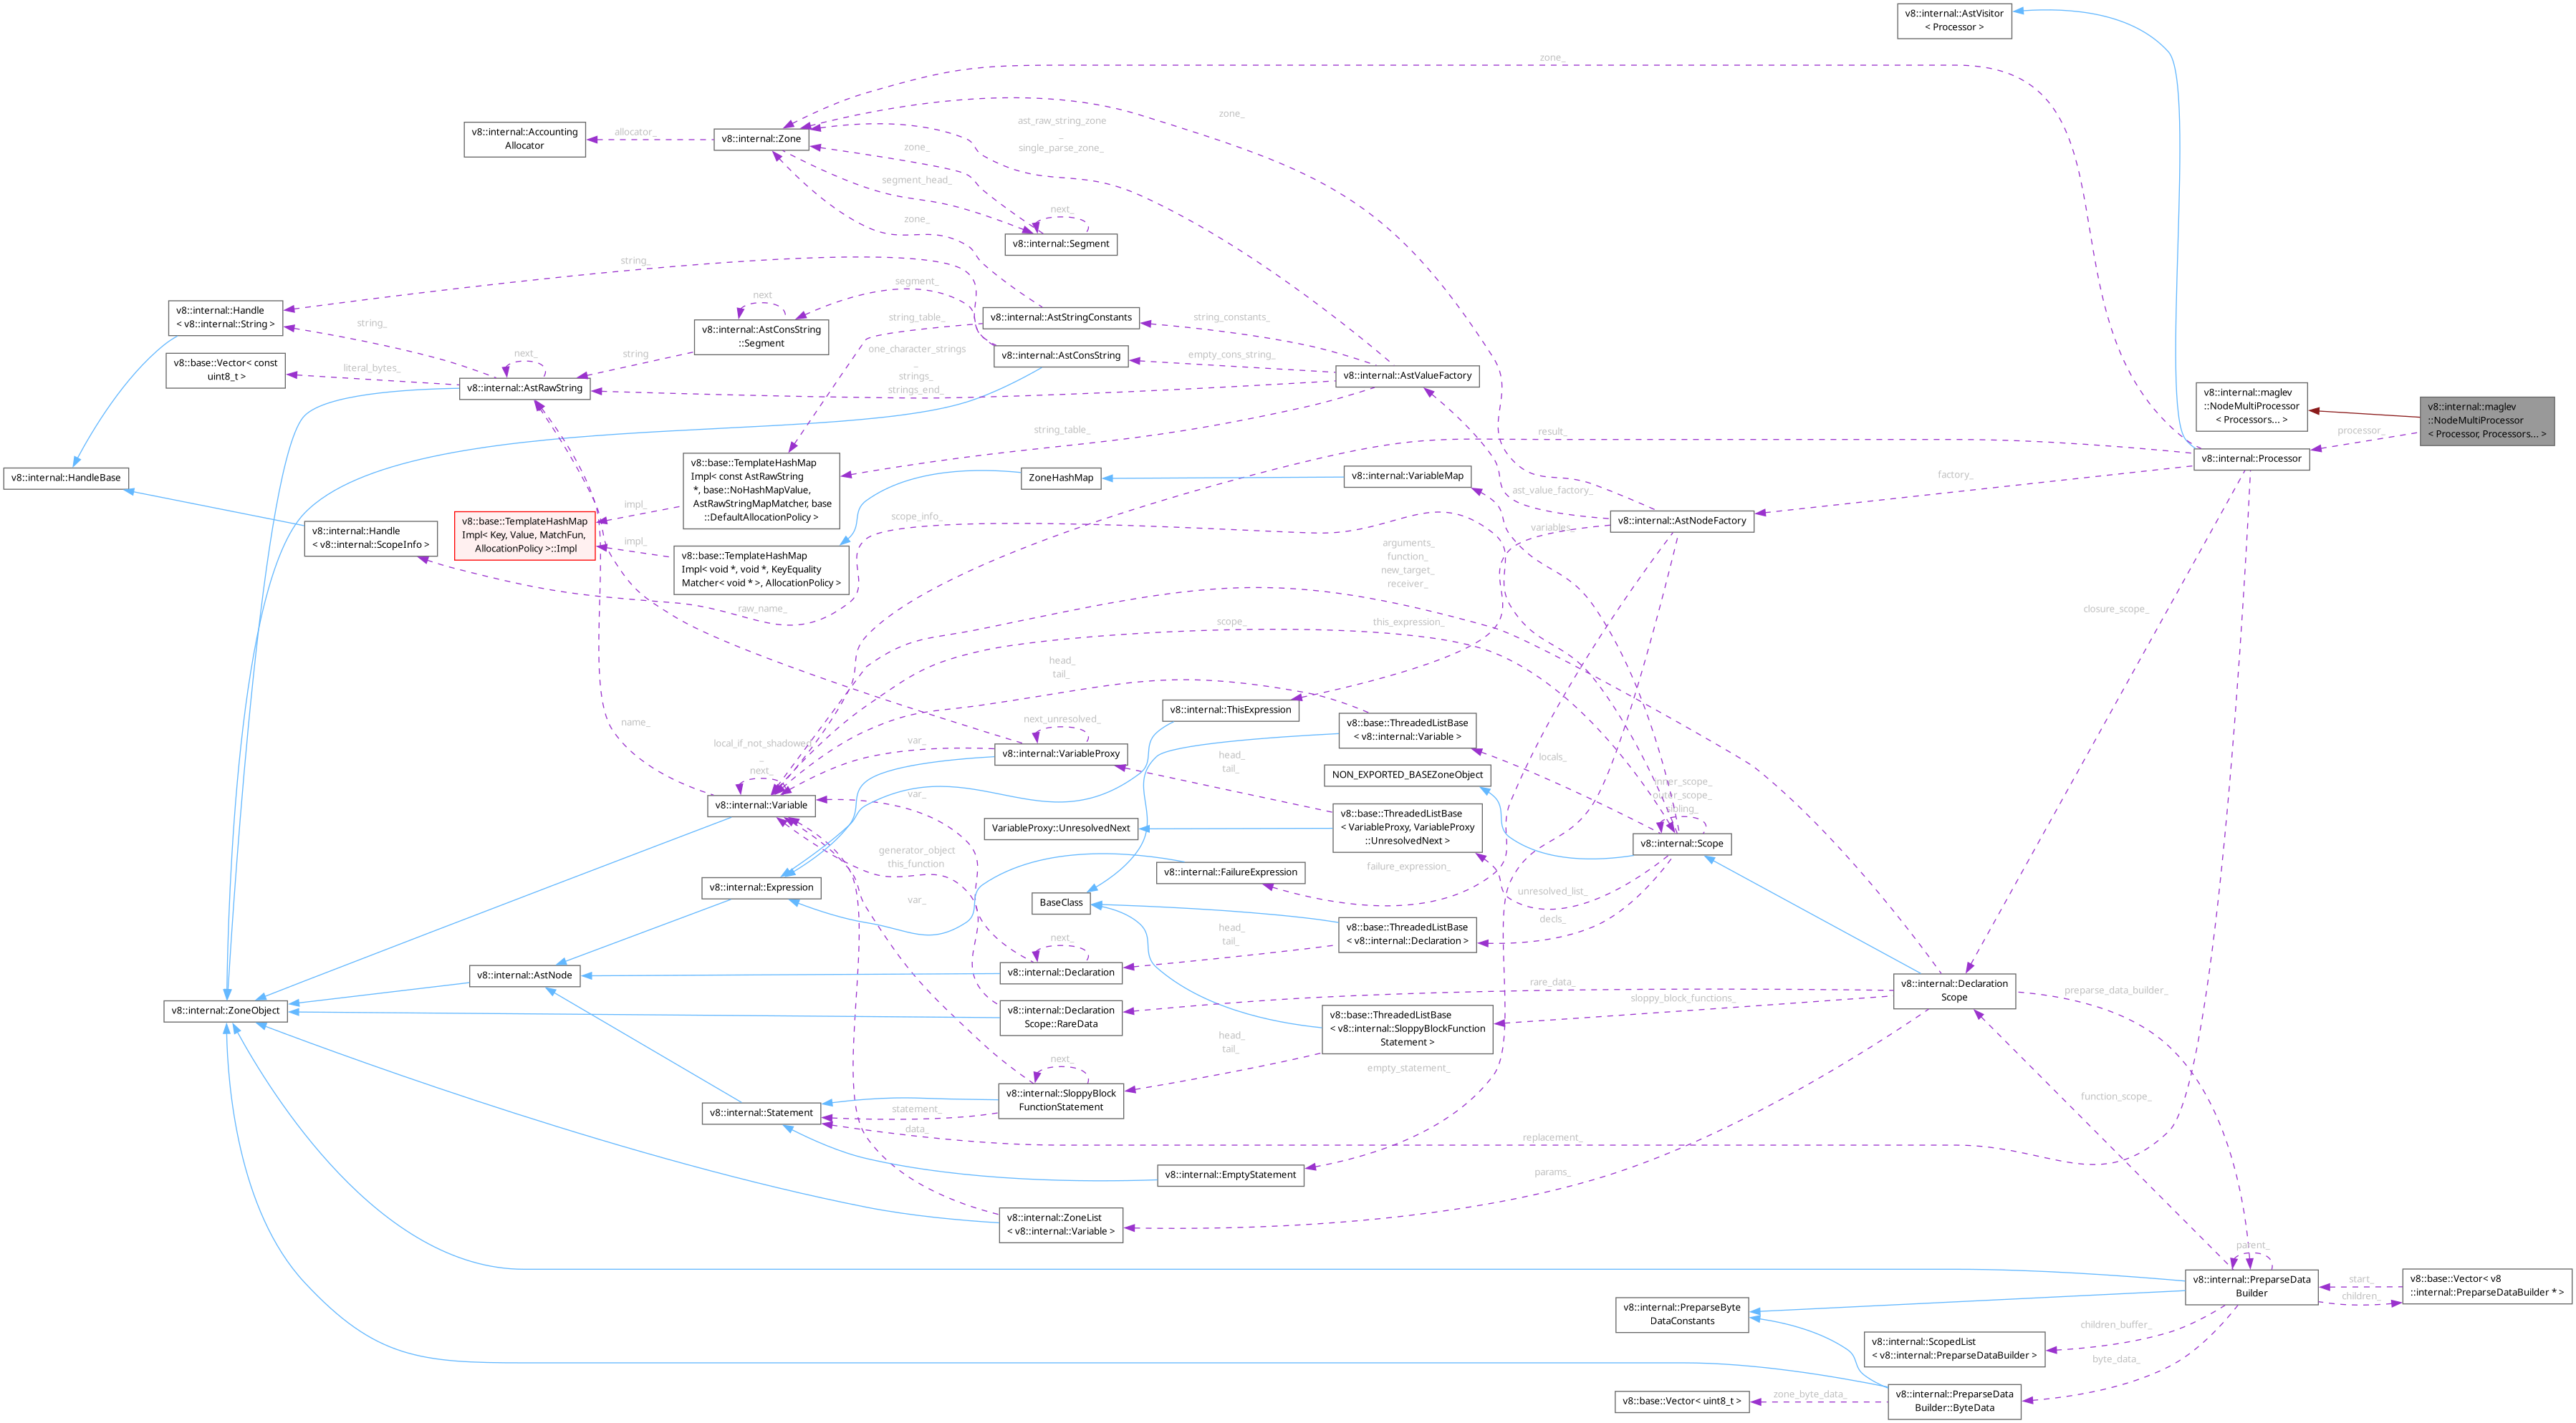 v8::internal::AstVisitor
< Processor >
zone_
v8::internal::Accounting
Allocator
allocator_
v8::internal::Zone
ast_raw_string_zone
_
single_parse_zone_
zone_
zone_
segment_head_
next_
v8::internal::Segment
zone_
string_
segment_
v8::internal::Handle
< v8::internal::String >
string_
next
v8::internal::AstConsString
::Segment
string_table_
v8::internal::AstStringConstants
string_constants_
v8::base::Vector< const
uint8_t >
literal_bytes_
next_
v8::internal::AstRawString
string
one_character_strings
_
strings_
strings_end_
v8::internal::AstConsString
empty_cons_string_
v8::internal::AstValueFactory
v8::internal::maglev
::NodeMultiProcessor
< Processors... >
v8::internal::maglev
::NodeMultiProcessor
< Processor, Processors... >
processor_
v8::internal::Processor
string_table_
result_
factory_
v8::internal::HandleBase
v8::base::TemplateHashMap
Impl< const AstRawString
*, base::NoHashMapValue,
AstRawStringMapMatcher, base
::DefaultAllocationPolicy >
ZoneHashMap
v8::internal::VariableMap
ast_value_factory_
v8::internal::Handle
< v8::internal::ScopeInfo >
v8::base::TemplateHashMap
Impl< Key, Value, MatchFun,
AllocationPolicy >::Impl
impl_
impl_
scope_info_
variables_
v8::internal::AstNodeFactory
v8::base::TemplateHashMap
Impl< void *, void *, KeyEquality
Matcher< void * >, AllocationPolicy >
arguments_
function_
new_target_
receiver_
raw_name_
scope_
this_expression_
closure_scope_
head_
tail_
v8::internal::ThisExpression
v8::base::ThreadedListBase
< v8::internal::Variable >
name_
local_if_not_shadowed
_
next_
var_
next_unresolved_
v8::internal::VariableProxy
head_
tail_
locals_
NON_EXPORTED_BASEZoneObject
inner_scope_
outer_scope_
sibling_
v8::internal::Variable
var_
VariableProxy::UnresolvedNext
v8::base::ThreadedListBase
< VariableProxy, VariableProxy
::UnresolvedNext >
v8::internal::Scope
generator_object
this_function
v8::internal::FailureExpression
failure_expression_
v8::internal::Expression
var_
BaseClass
unresolved_list_
decls_
head_
tail_
v8::base::ThreadedListBase
< v8::internal::Declaration >
next_
v8::internal::Declaration
v8::internal::AstNode
rare_data_
sloppy_block_functions_
v8::internal::Declaration
Scope
preparse_data_builder_
v8::internal::ZoneObject
v8::internal::Declaration
Scope::RareData
v8::base::ThreadedListBase
< v8::internal::SloppyBlockFunction
Statement >
head_
tail_
next_
empty_statement_
v8::internal::SloppyBlock
FunctionStatement
function_scope_
v8::internal::Statement
statement_
data_
replacement_
v8::internal::EmptyStatement
params_
v8::internal::ZoneList
< v8::internal::Variable >
parent_
v8::internal::PreparseData
Builder
start_
children_
v8::base::Vector< v8
::internal::PreparseDataBuilder * >
v8::internal::PreparseByte
DataConstants
children_buffer_
v8::internal::ScopedList
< v8::internal::PreparseDataBuilder >
byte_data_
v8::base::Vector< uint8_t >
zone_byte_data_
v8::internal::PreparseData
Builder::ByteData